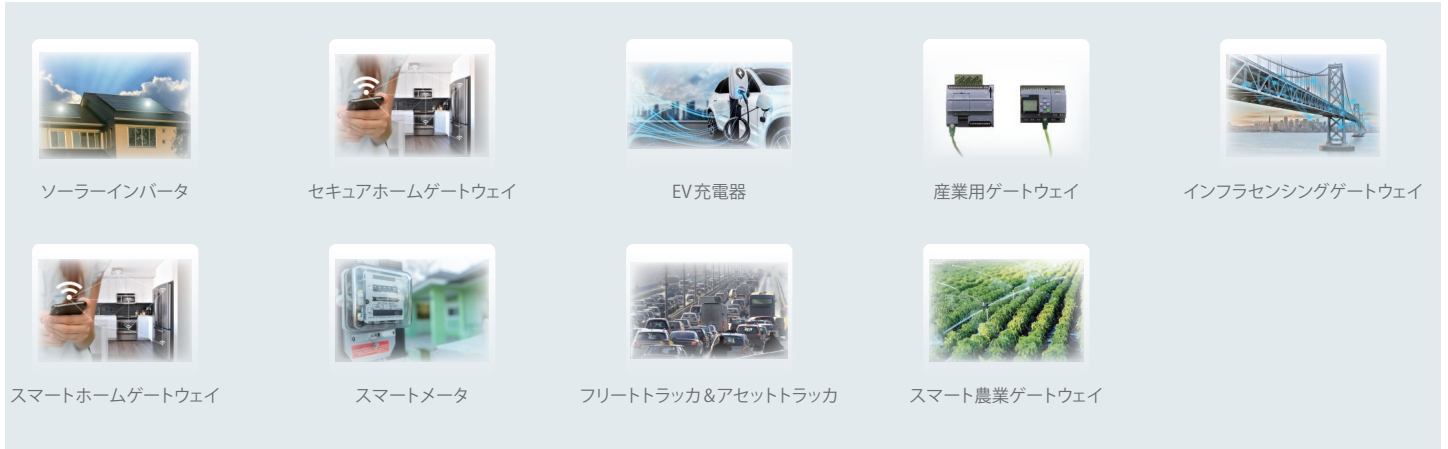 ソーラーインバータ
セキュアホームゲートウェイ
EV充電器
産業用ゲートウェイ
インフラセンシングゲートウェイ
スマートホームゲートウェイ
スマートメータ
フリートトラッカ&アセットトラッカ
スマート農業ゲートウェイ